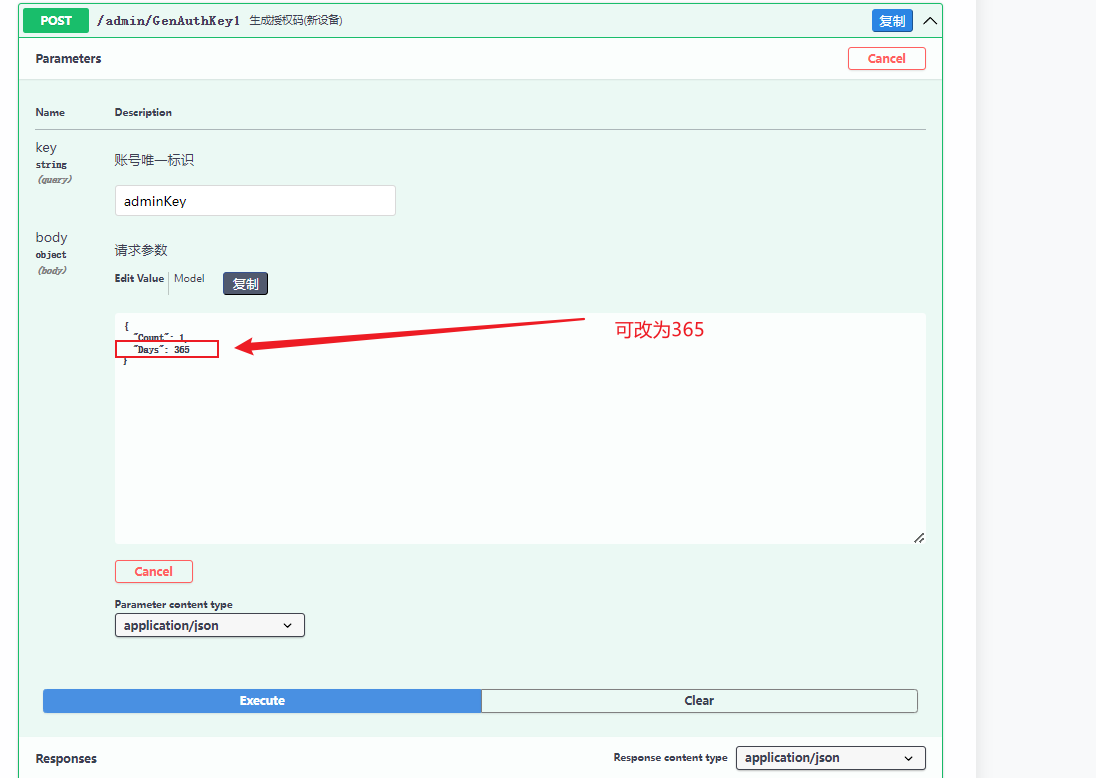 POST /admin/GenAuthKey1 生成授权码(新设备) 复制
Parameters Cancel
Name Description
key
string
(query)
账号唯一标识
adminKey
body
object
(body)
请求参数
Edit Value Model 复制
{
"Count": 1,
"Days": 365
}
可改为365
Cancel
Parameter content type
application/json
Execute Clear
Responses Response content type application/json